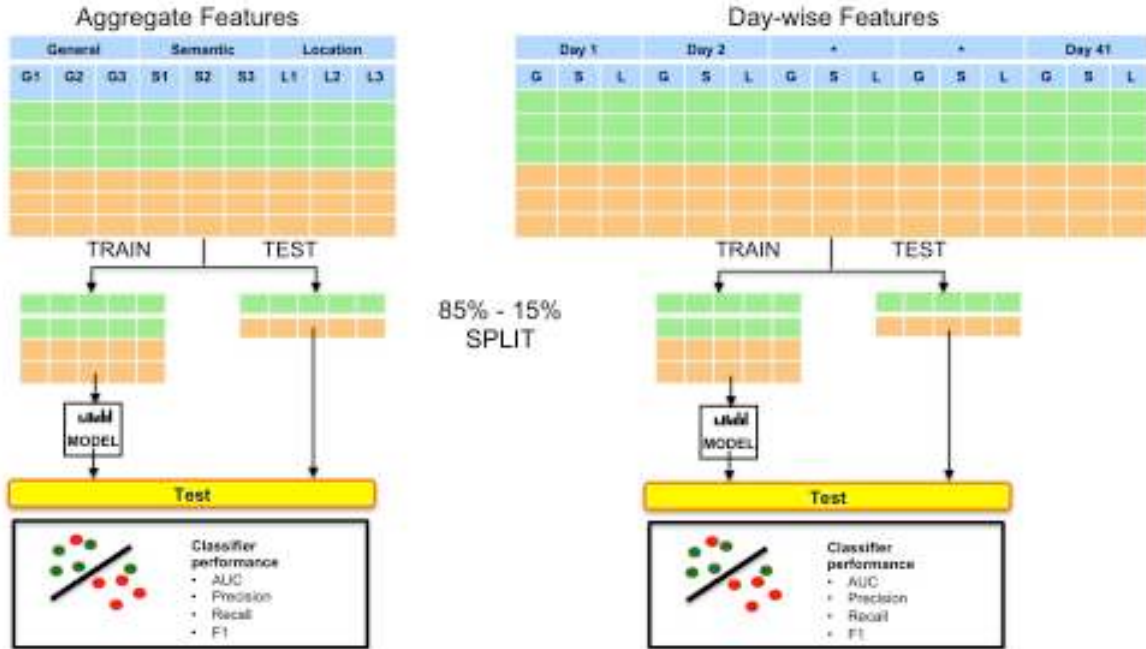 Aggregate Features
General Semantic Location
G1 G2 G3 S1 S2 S3 L1 L2 L3
TRAIN TEST
MODEL
Test
Classifier
performance
• AUC
• Precision
• Recall
• F1
85% - 15%
SPLIT
Day-wise Features
Day 1 Day 2 • • Day 41
G S L G S L G S L G S L G S L
TRAIN TEST
MODEL
Test
Classifier
performance
• AUC
• Precision
• Recall
• F1